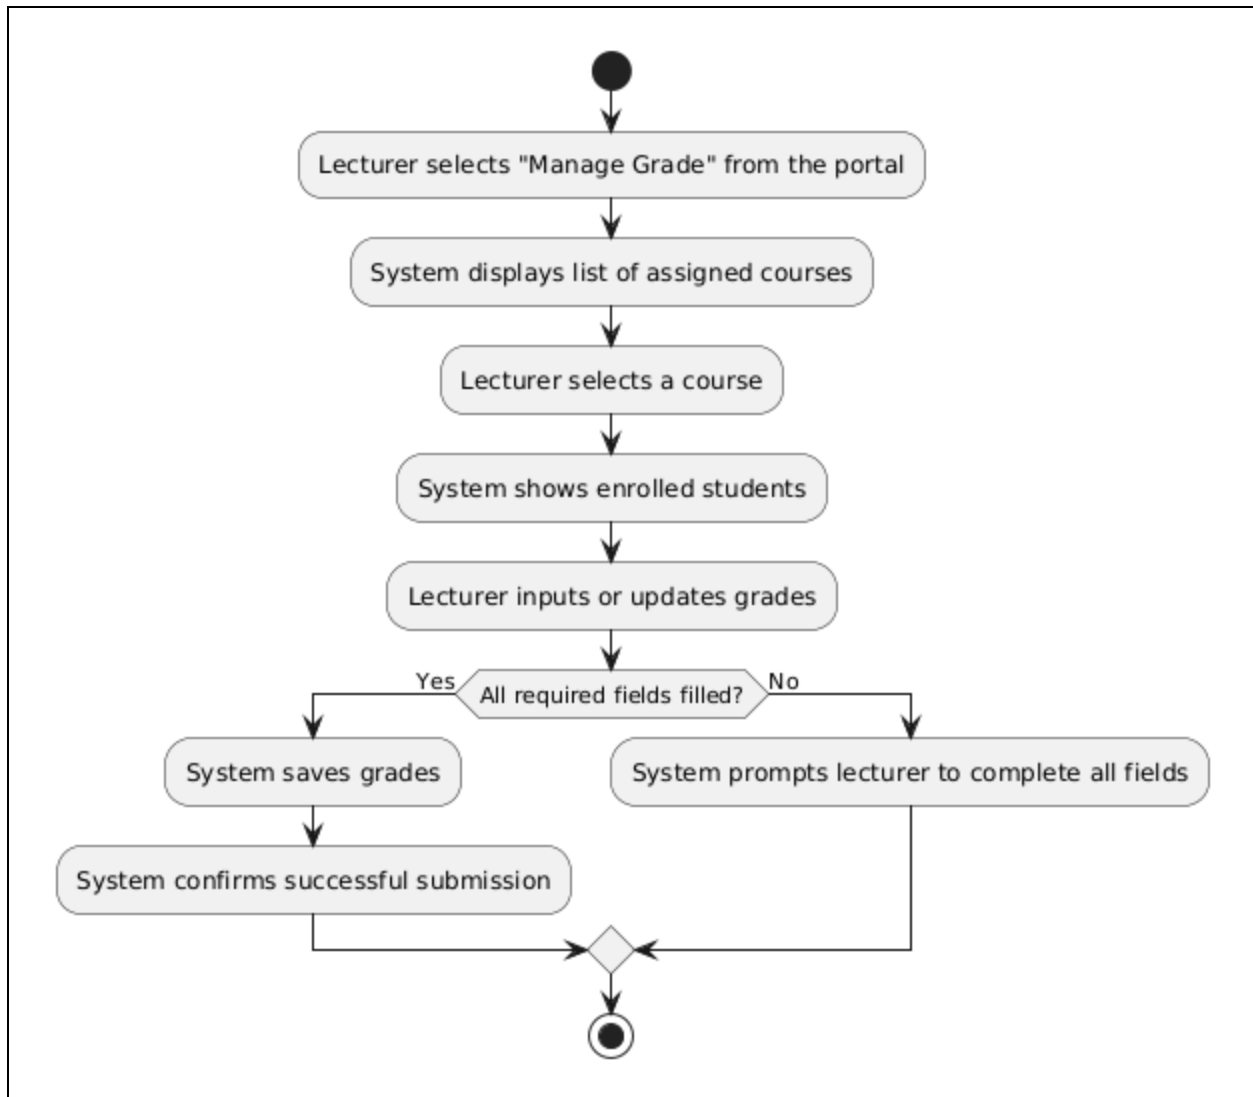 Lecturer selects "Manage Grade" from the portal
System displays list of assigned courses
Lecturer selects a course
System shows enrolled students
Lecturer inputs or updates grades
Yes
All required fields filled?
No
System saves grades
System prompts lecturer to complete all fields
System confirms successful submission